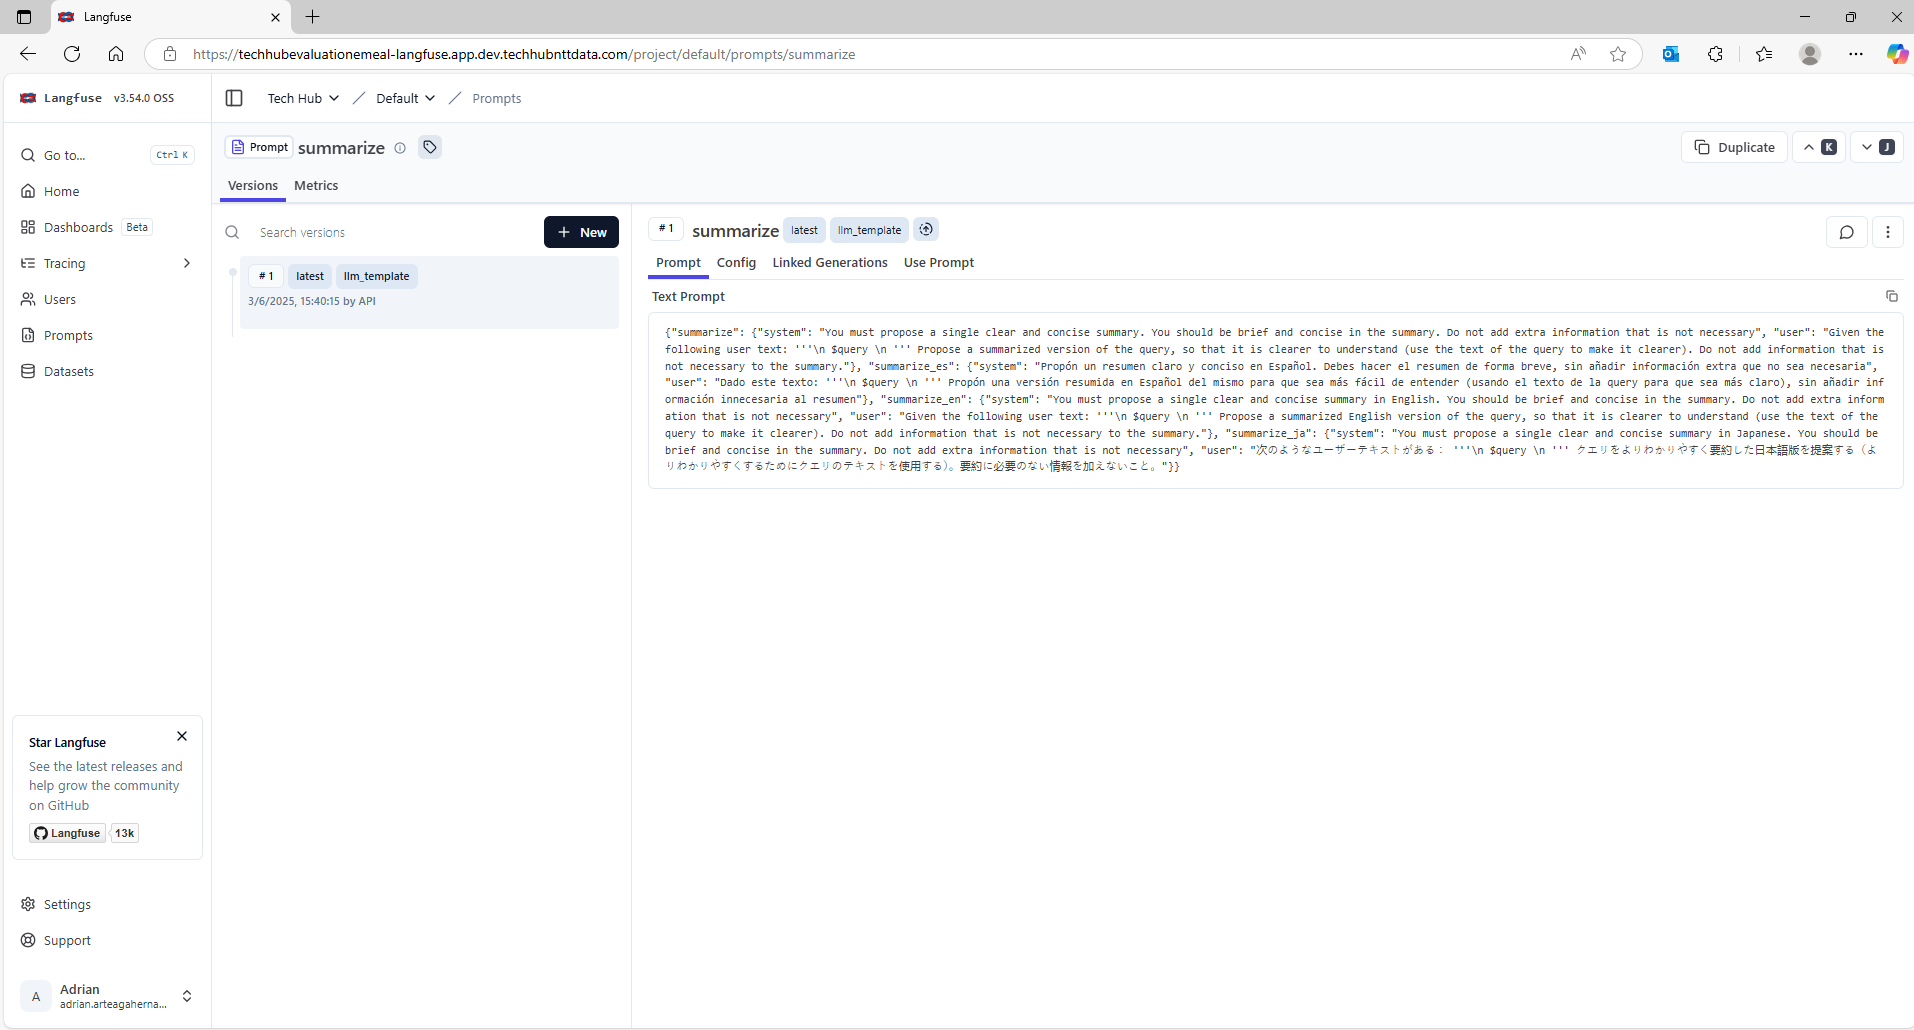 Langfuse
https://techhubevaluationemeal-langfuse.app.dev.techhubnttdata.com/project/default/prompts/summarize
Langfuse v3.54.0 OSS
Tech Hub / Default / Prompts
Go to... Ctrl K
Home
Dashboards Beta
Tracing
Users
Prompts
Datasets
Star Langfuse
See the latest releases and
help grow the community
on GitHub
Langfuse 13k
Settings
Support
A Adrian
adrian.arteagaherna...
Prompt summarize
Duplicate K J
Versions Metrics
Search versions
+ New
# 1 latest llm_template
3/6/2025, 15:40:15 by API
# 1 summarize latest llm_template
Prompt Config Linked Generations Use Prompt
Text Prompt
{"summarize": {"system": "You must propose a single clear and concise summary. You should be brief and concise in the summary. Do not add extra information that is not necessary", "user": "Given the
following user text: '''\n $query \n ''' Propose a summarized version of the query, so that it is clearer to understand (use the text of the query to make it clearer). Do not add information that is
not necessary to the summary."}, "summarize_es": {"system": "Propón un resumen claro y conciso en Español. Debes hacer el resumen de forma breve, sin añadir información extra que no sea necesaria",
"user": "Dado este texto: '''\n $query \n ''' Propón una versión resumida en Español del mismo para que sea más fácil de entender (usando el texto de la query para que sea más claro), sin añadir inf
ormación innecesaria al resumen"}, "summarize_en": {"system": "You must propose a single clear and concise summary in English. You should be brief and concise in the summary. Do not add extra inform
ation that is not necessary", "user": "Given the following user text: '''\n $query \n ''' Propose a summarized English version of the query, so that it is clearer to understand (use the text of the
query to make it clearer). Do not add information that is not necessary to the summary."}, "summarize_ja": {"system": "You must propose a single clear and concise summary in Japanese. You should be
brief and concise in the summary. Do not add extra information that is not necessary", "user": "次のようなユーザーテキストがある： '''\n $query \n ''' クエリをよりわかりやすく要約した日本語版を提案する（よ
りわかりやすくするためにクエリのテキストを使用する）。要約に必要のない情報を加えないこと。"}}